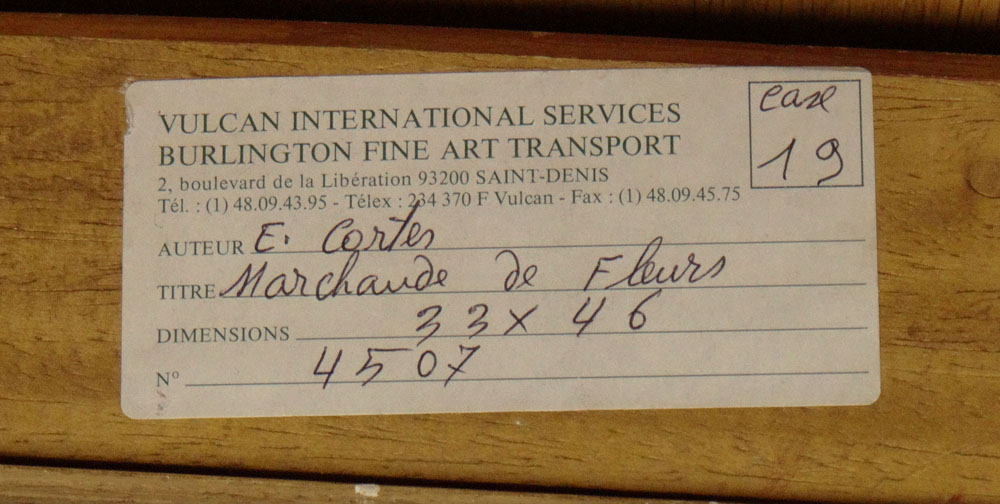 VULCAN INTERNATIONAL SERVICES
BURLINGTON FINE ART TRANSPORT
2, boulevard de la Libération 93200 SAINT-DENIS
Tél. : (1) 48.09.43.95 - Télex : 234 370 F Vulcan - Fax : (1) 48.09.45.75
case
19
AUTEUR E. Cortes
TITRE Marchande de Fleurs
DIMENSIONS 33 x 46
N° 4507